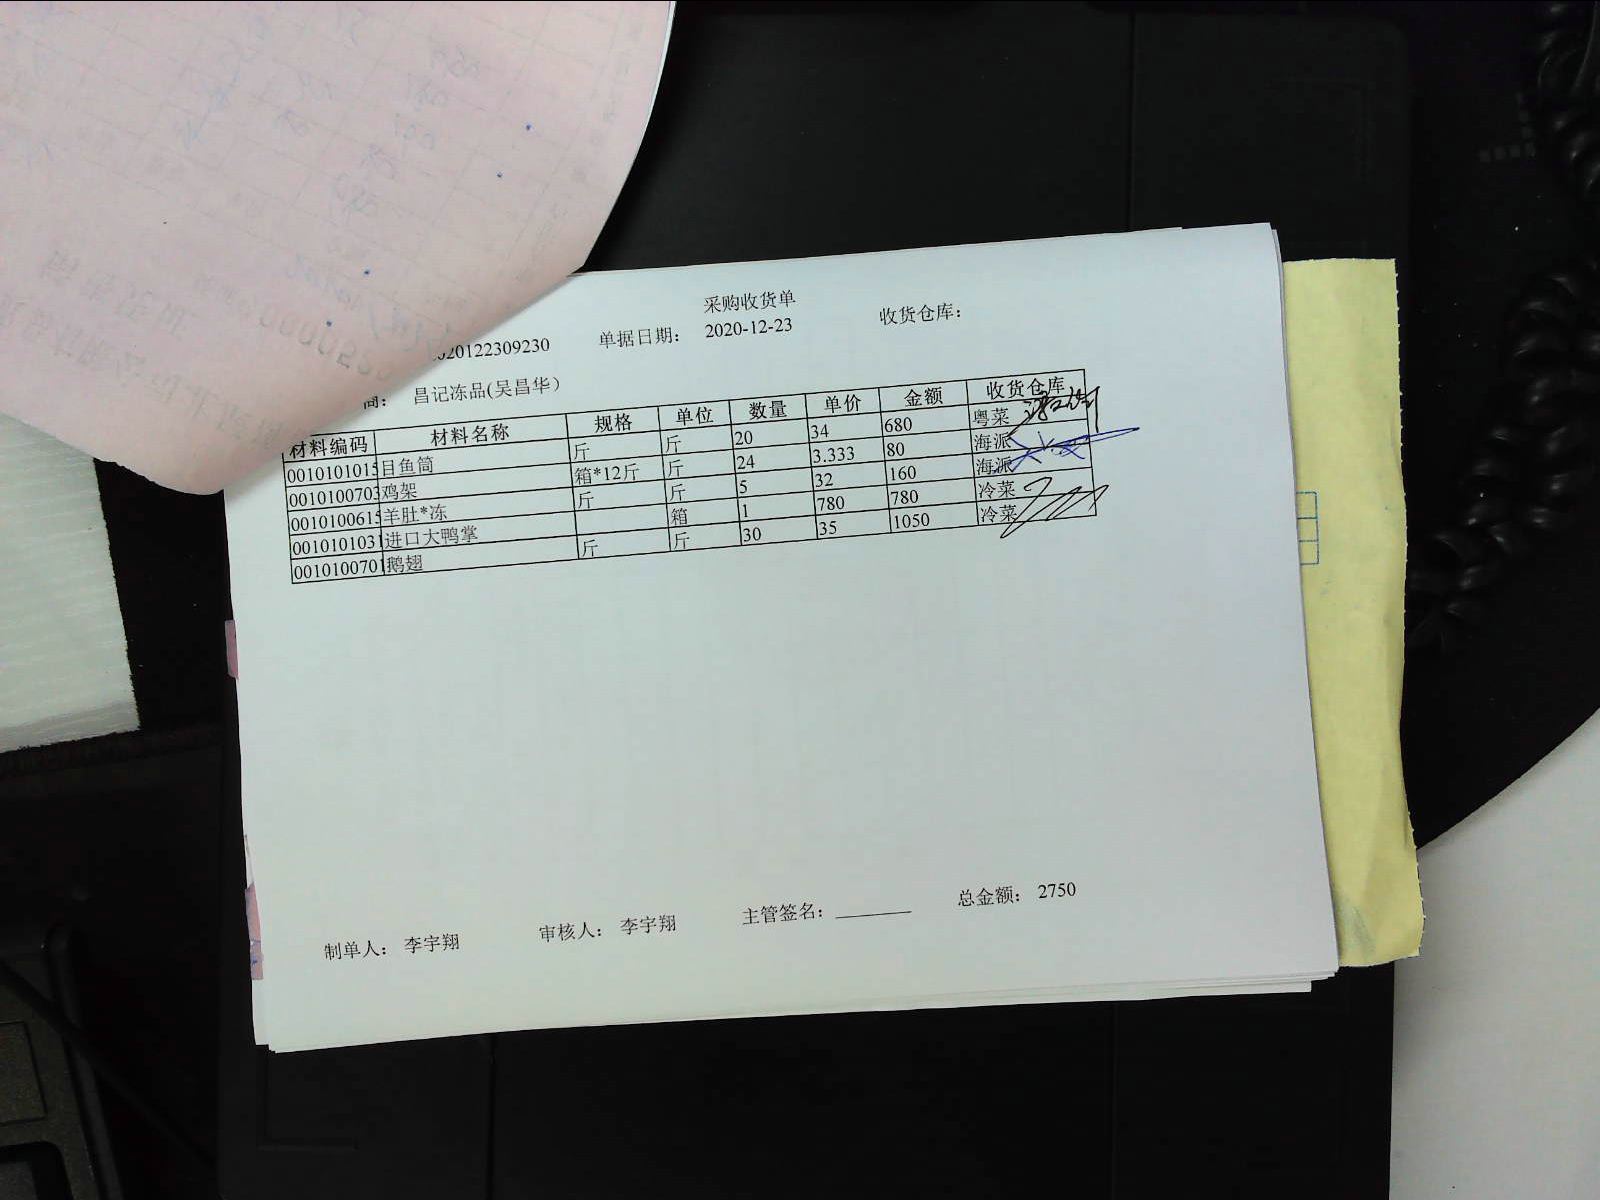 采购收货单
020122309230 单据日期： 2020-12-23 收货仓库：
商： 昌记冻品(吴昌华）
材料编码 材料名称 规格 单位 数量 单价 金额 收货仓库
0010101015 目鱼筒 斤 斤 20 34 680 粤菜
0010100703 鸡架 箱*12斤 斤 24 3.333 80 海派
0010100615 羊肚*冻 斤 斤 5 32 160 海派
0010101031 进口大鸭掌 箱 1 780 780 冷菜
0010100701 鹅翅 斤 斤 30 35 1050 冷菜
制单人： 李宇翔 审核人： 李宇翔 主管签名： 总金额： 2750